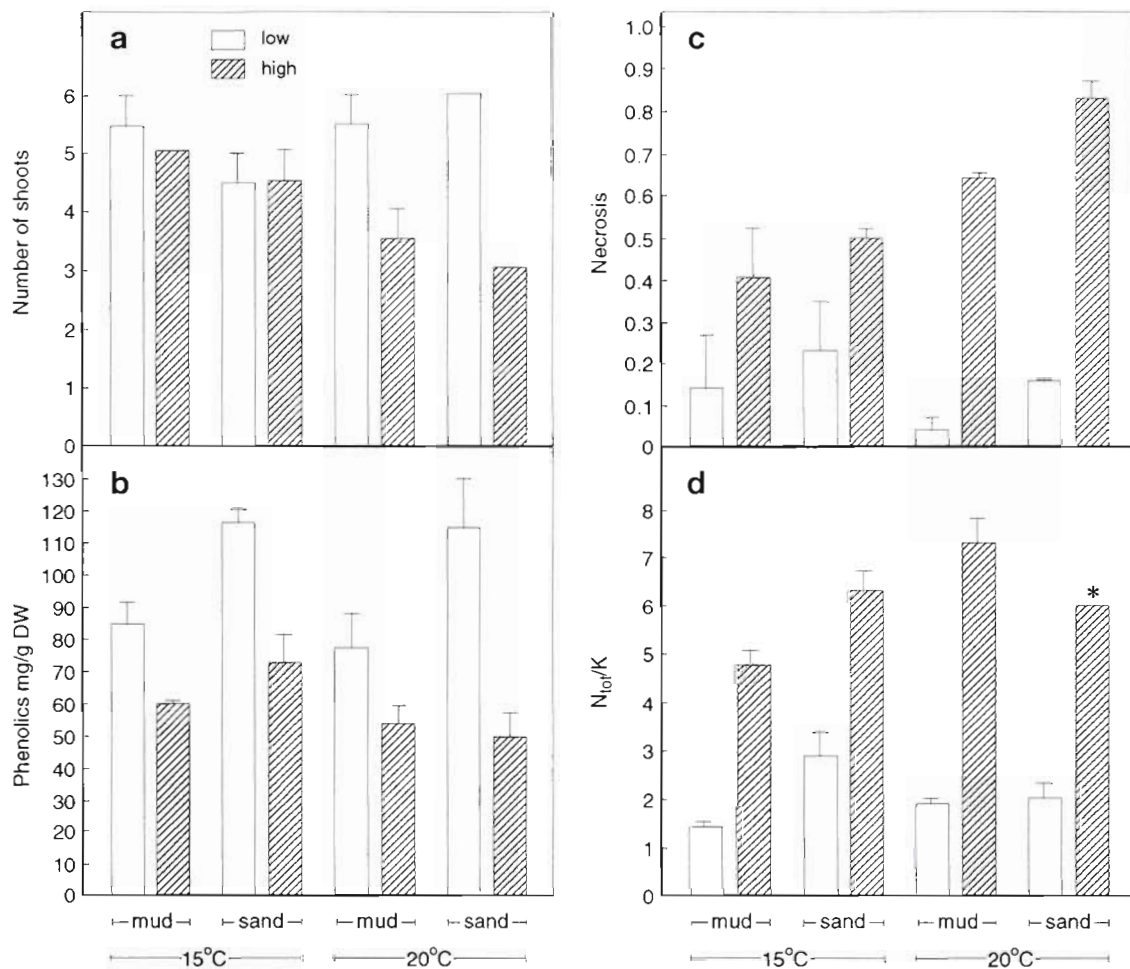 a
low
high
Number of shoots
6
5
4
3
2
1
0
b
Phenolics mg/g DW
130
120
110
100
90
80
70
60
50
40
30
20
10
0
mud
sand
mud
sand
15°C
20°C
c
Necrosis
1.0
0.9
0.8
0.7
0.6
0.5
0.4
0.3
0.2
0.1
0
d
N_tot/K
8
7
6
5
4
3
2
1
0
*
mud
sand
mud
sand
15°C
20°C